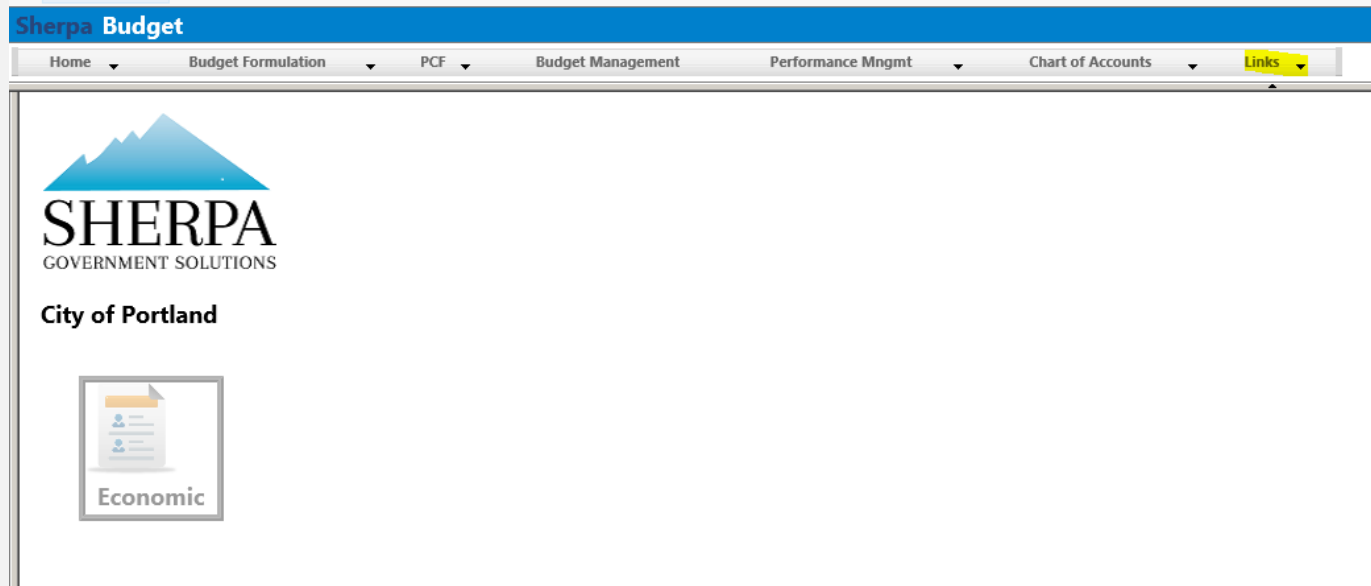 Sherpa Budget
Home Budget Formulation PCF Budget Management Performance Mngmt Chart of Accounts Links
SHERPA
GOVERNMENT SOLUTIONS
City of Portland
Economic